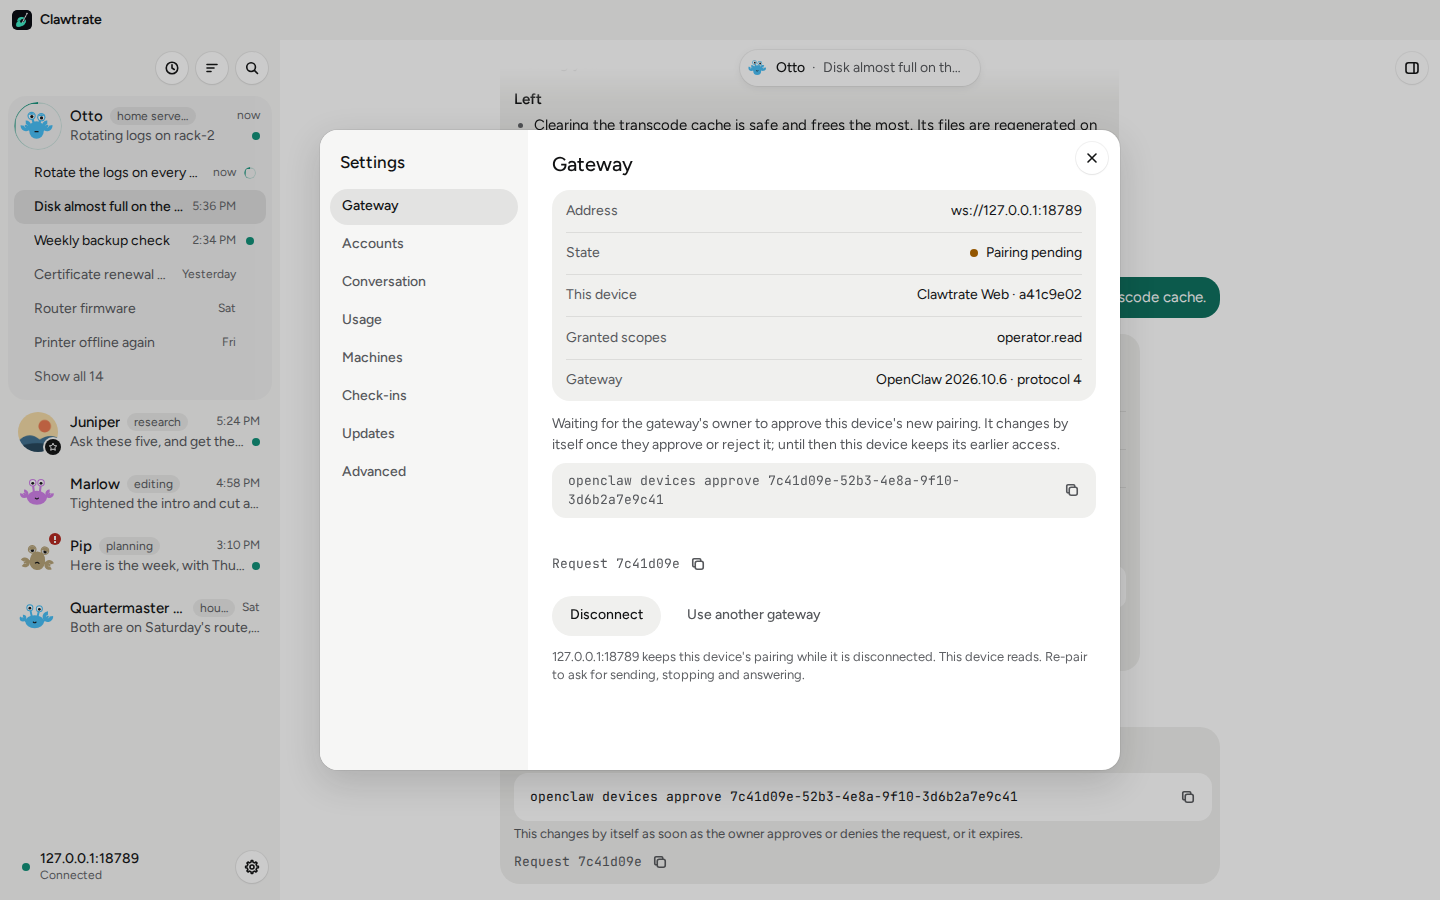 Clawtrate
Otto
home serve...
now
Rotating logs on rack-2
Rotate the logs on every ...
now
Disk almost full on the ...
5:36 PM
Weekly backup check
2:34 PM
Certificate renewal ...
Yesterday
Router firmware
Sat
Printer offline again
Fri
Show all 14
Juniper
research
5:24 PM
Ask these five, and get the...
Marlow
editing
4:58 PM
Tightened the intro and cut a...
Pip
planning
3:10 PM
Here is the week, with Thu...
Quartermaster ...
hou...
Sat
Both are on Saturday's route,...
127.0.0.1:18789
Connected
Otto · Disk almost full on th...
Left
• Clearing the transcode cache is safe and frees the most. Its files are regenerated on
scode cache.
Settings
Gateway
Accounts
Conversation
Usage
Machines
Check-ins
Updates
Advanced
Gateway
Address
ws://127.0.0.1:18789
State
Pairing pending
This device
Clawtrate Web · a41c9e02
Granted scopes
operator.read
Gateway
OpenClaw 2026.10.6 · protocol 4
Waiting for the gateway's owner to approve this device's new pairing. It changes by
itself once they approve or reject it; until then this device keeps its earlier access.
openclaw devices approve 7c41d09e-52b3-4e8a-9f10-
3d6b2a7e9c41
Request 7c41d09e
Disconnect
Use another gateway
127.0.0.1:18789 keeps this device's pairing while it is disconnected. This device reads. Re-pair
to ask for sending, stopping and answering.
openclaw devices approve 7c41d09e-52b3-4e8a-9f10-3d6b2a7e9c41
This changes by itself as soon as the owner approves or denies the request, or it expires.
Request 7c41d09e